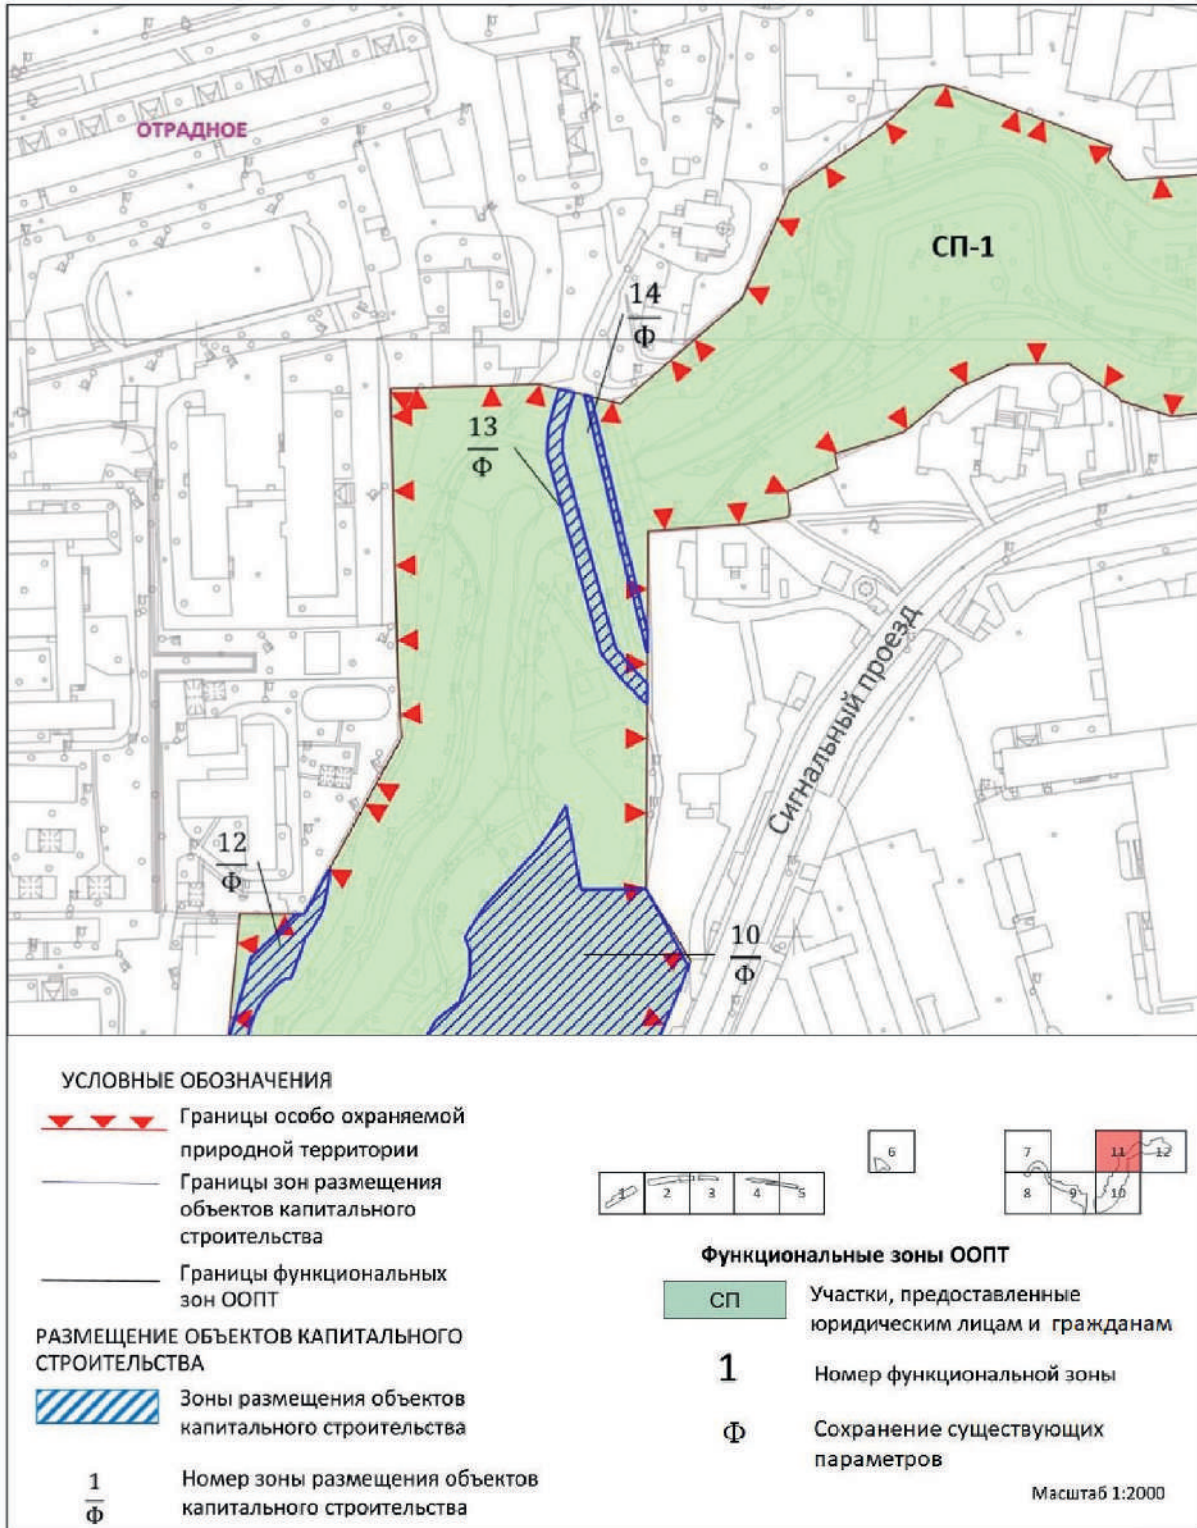 ОТРАДНОЕ
СП-1
14
Ф
13
Ф
Сигнальный проезд
12
Ф
10
Ф
УСЛОВНЫЕ ОБОЗНАЧЕНИЯ
Границы особо охраняемой
природной территории
Границы зон размещения
объектов капитального
строительства
Границы функциональных
зон ООПТ
РАЗМЕЩЕНИЕ ОБЪЕКТОВ КАПИТАЛЬНОГО
СТРОИТЕЛЬСТВА
Зоны размещения объектов
капитального строительства
1
Ф
Номер зоны размещения объектов
капитального строительства
6
7
11
12
1
2
3
4
5
8
9
10
Функциональные зоны ООПТ
СП
Участки, предоставленные
юридическим лицам и гражданам
1
Номер функциональной зоны
Ф
Сохранение существующих
параметров
Масштаб 1:2000